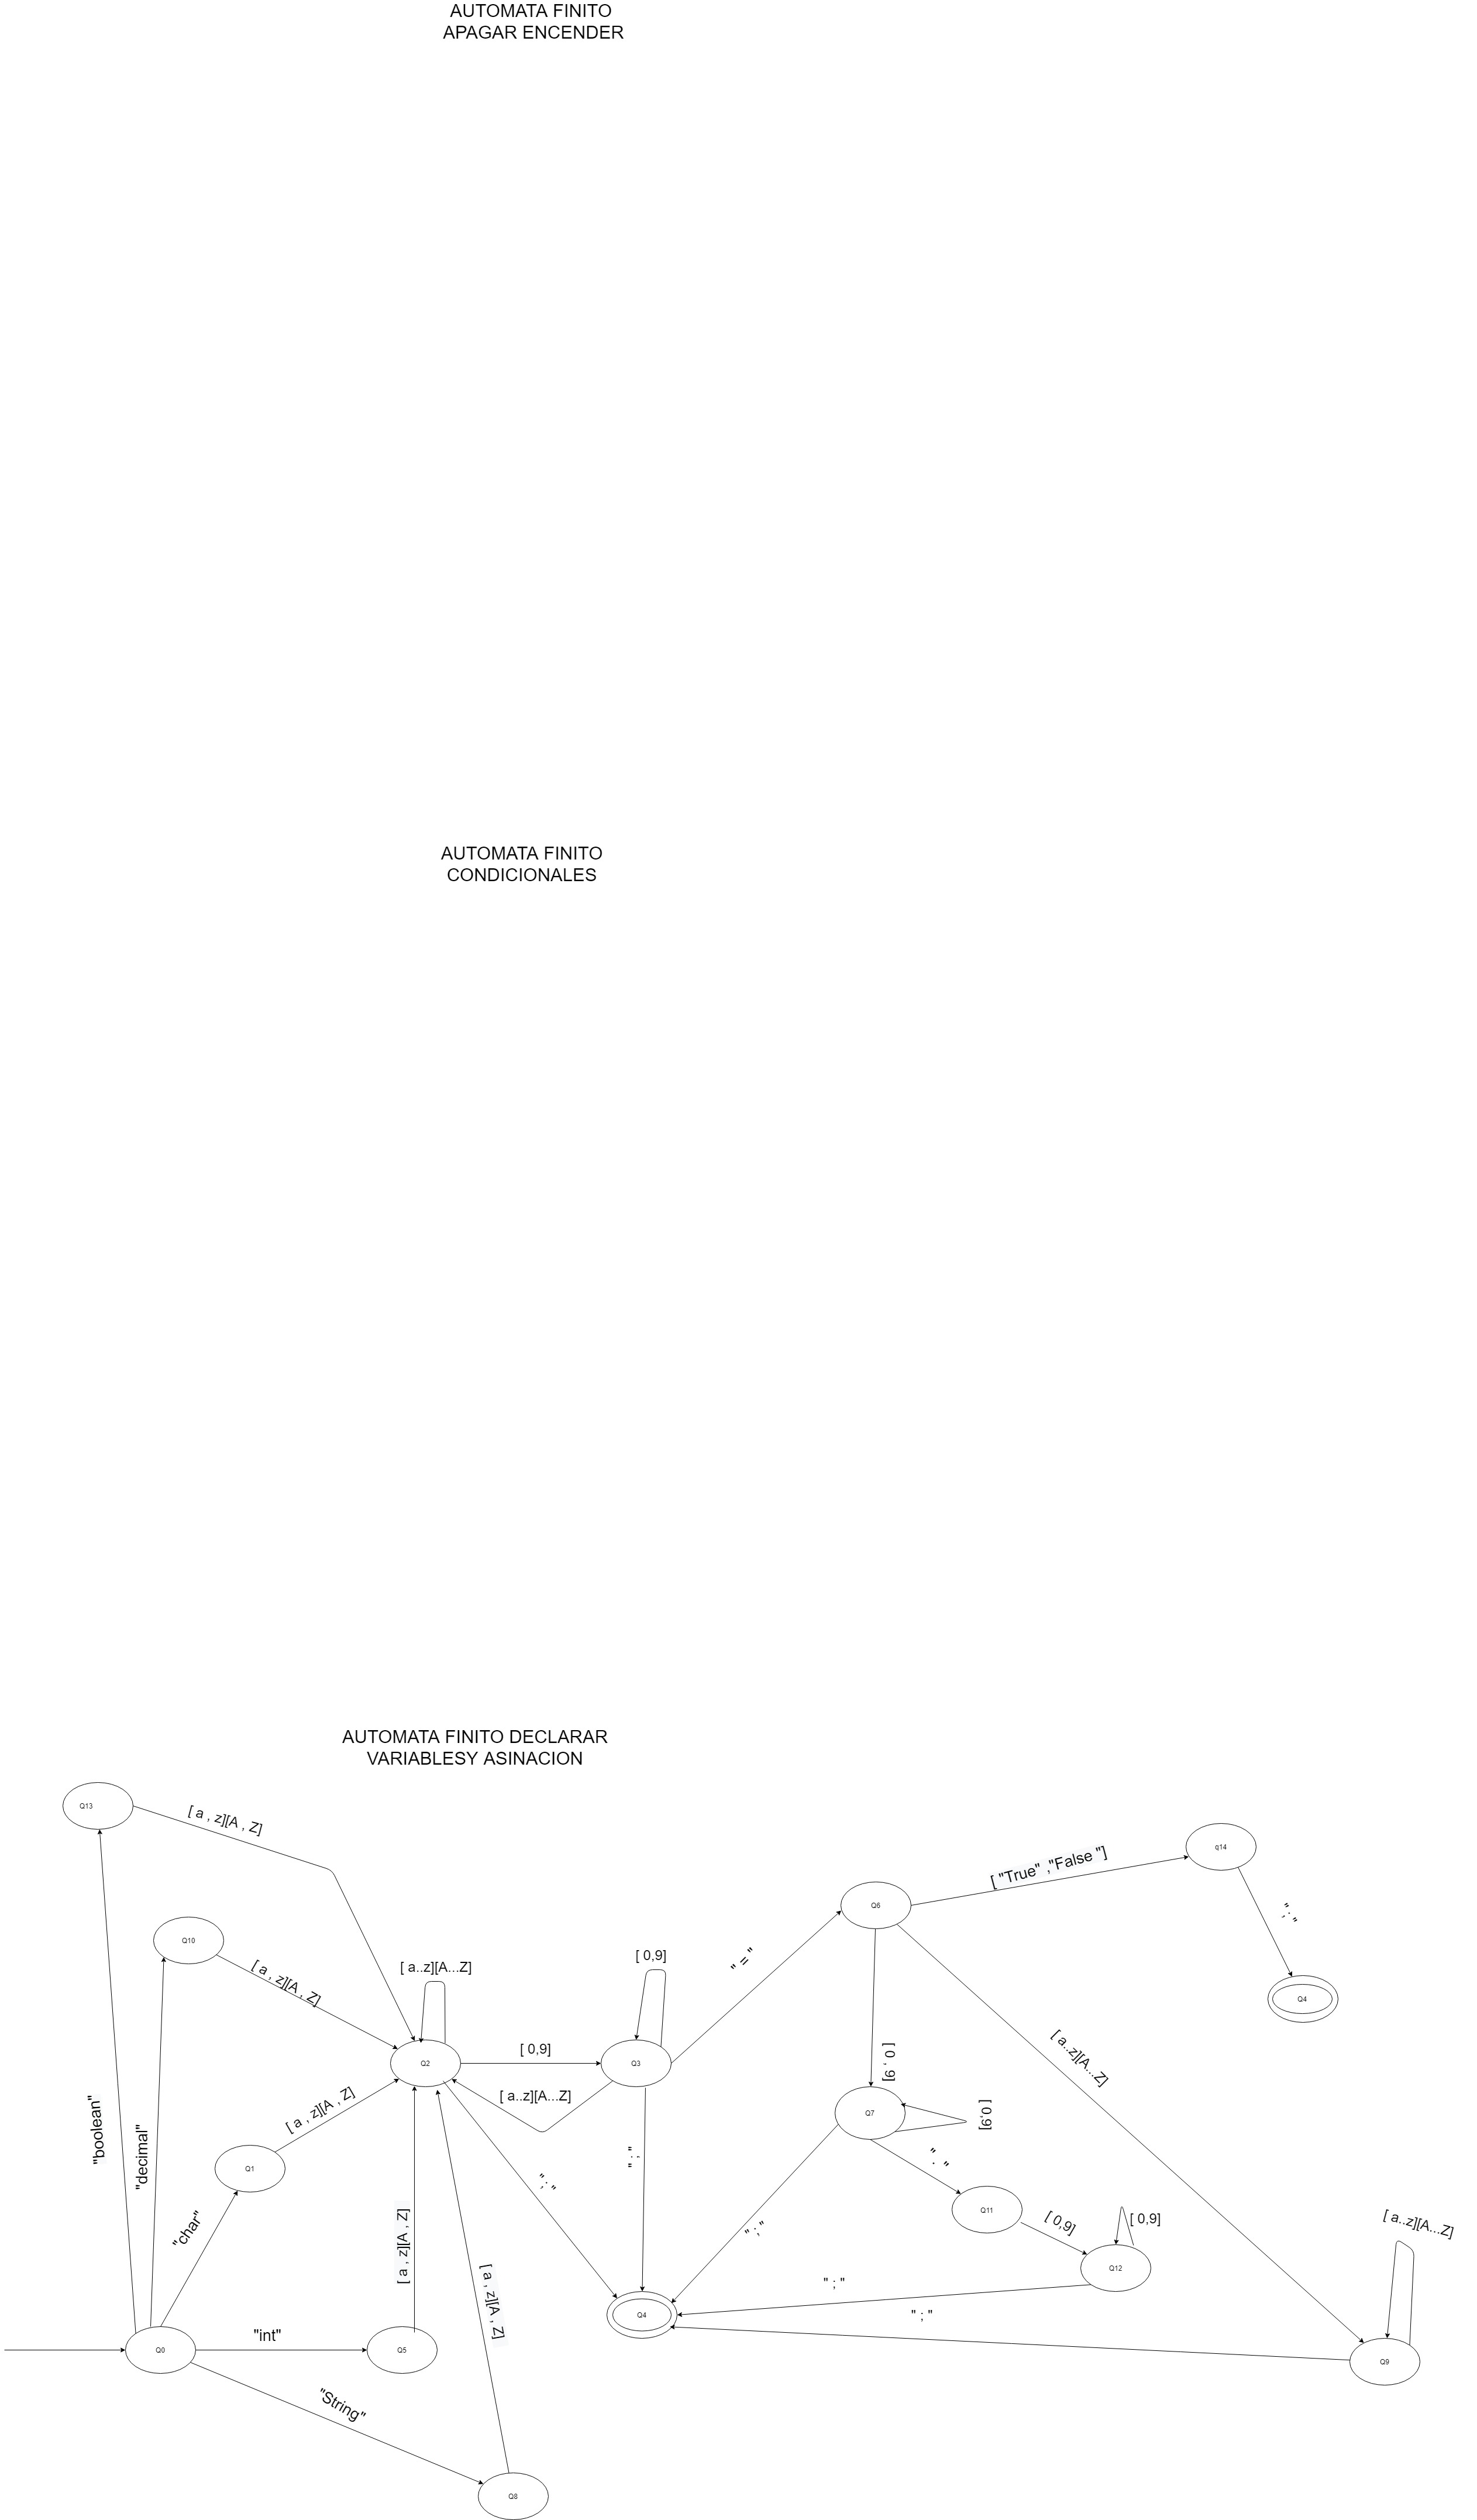 AUTOMATA FINITO
APAGAR ENCENDER
AUTOMATA FINITO
CONDICIONALES
AUTOMATA FINITO DECLARAR
VARIABLESY ASINACION
Q13
[ a , z][A , Z]
[ "True" ,"False "]
q14
Q6
" ; "
Q10
" = "
[ a , z][A , Z]
[ a..z][A...Z]
[ 0,9]
Q4
[ 0,9]
Q2
Q3
[ a..z][A...Z]
[ 0 , 9]
[ a..z][A...Z]
[ a , z][A , Z]
Q7
[ 0,9]
"boolean"
"decimal"
" ;
"
" . "
Q1
" ; "
Q11
"char"
" ; "
[ 0,9]
[ 0,9]
[ a..z][A...Z]
[ a , z][A , Z]
Q12
[ a , z][A , Z]
" ; "
Q4
" ; "
"int"
Q0
Q5
Q9
"String"
Q8